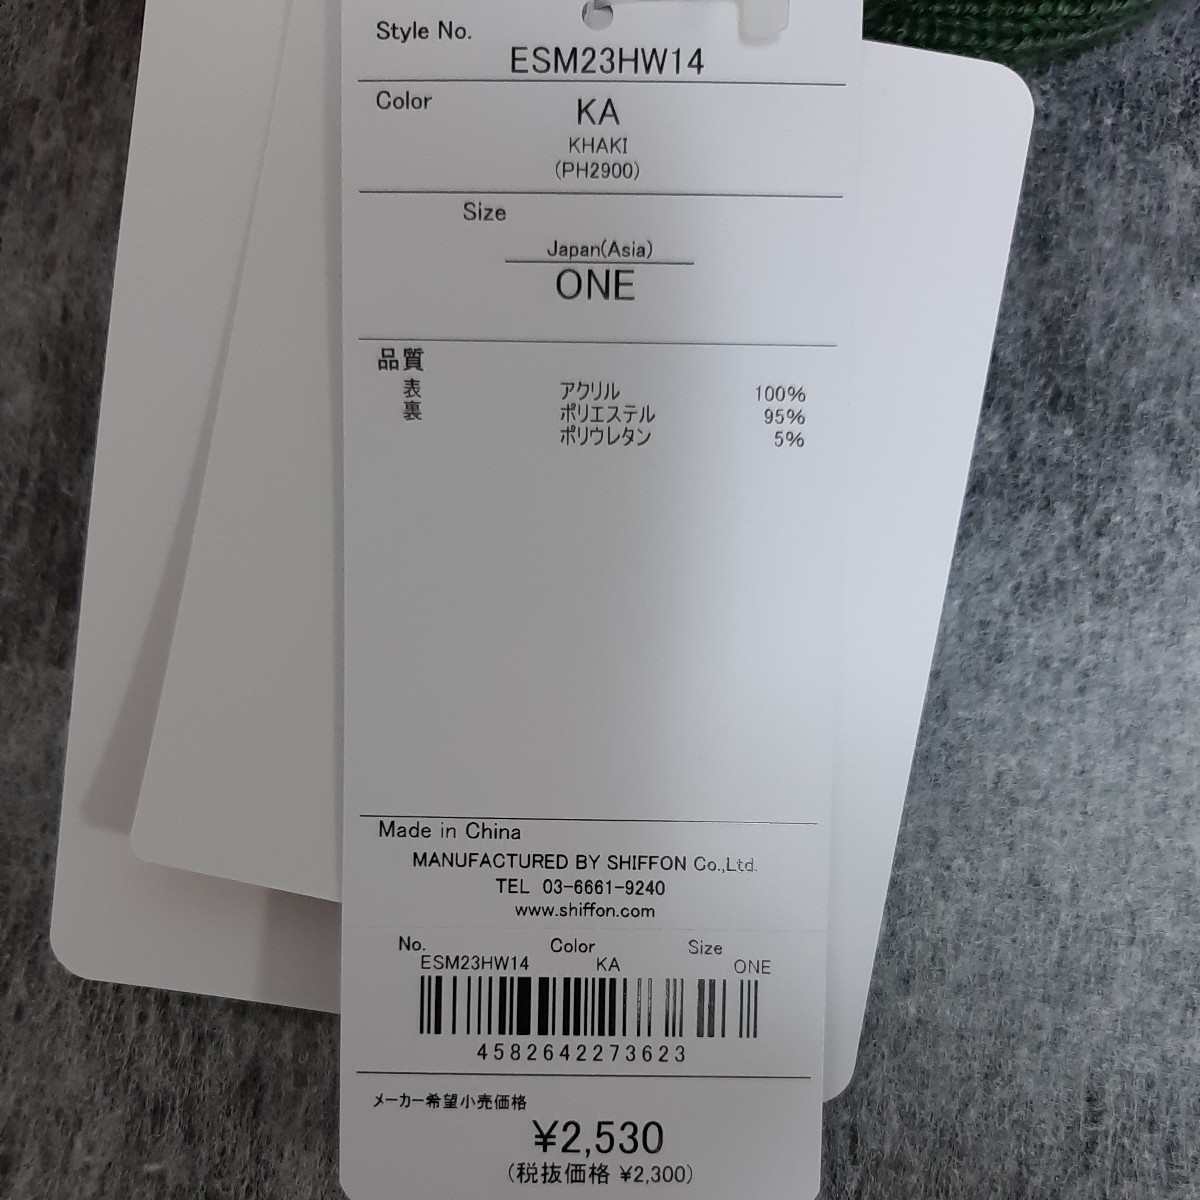 Style No.
ESM23HW14
Color
KA
KHAKI
(PH2900)
Size
Japan(Asia)
ONE
品質
表 アクリル 100%
裏 ポリエステル 95%
ポリウレタン 5%
Made in China
MANUFACTURED BY SHIFFON Co.,Ltd.
TEL 03-6661-9240
www.shiffon.com
No. Color Size
ESM23HW14 KA ONE
4582642273623
メーカー希望小売価格
¥2,530
(税抜価格 ¥2,300)